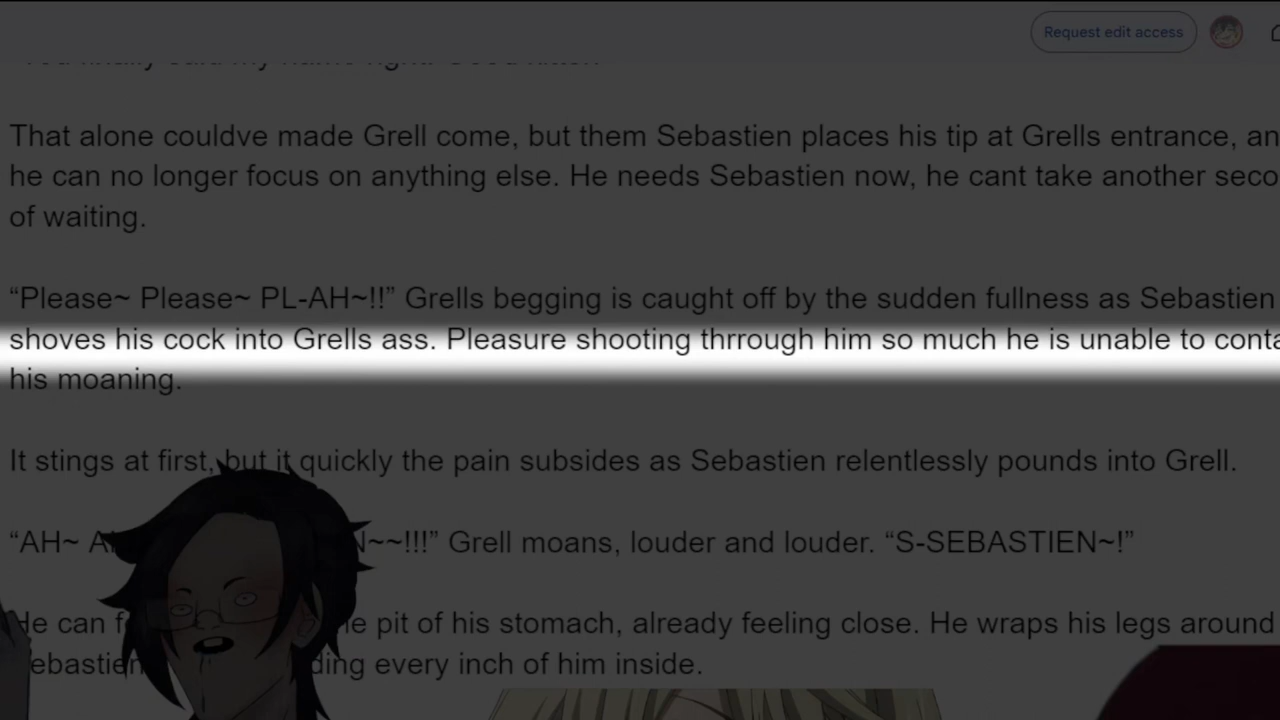 Request edit access
That alone couldve made Grell come, but them Sebastien places his tip at Grells entrance, an
he can no longer focus on anything else. He needs Sebastien now, he cant take another seco
of waiting.
“Please~ Please~ PL-AH~!!” Grells begging is caught off by the sudden fullness as Sebastien
shoves his cock into Grells ass. Pleasure shooting thrrough him so much he is unable to conta
his moaning.
It stings at first, but it quickly the pain subsides as Sebastien relentlessly pounds into Grell.
“AH~ A N~~!!!” Grell moans, louder and louder. “S-SEBASTIEN~!”
He can f e pit of his stomach, already feeling close. He wraps his legs around
ebastien ding every inch of him inside.